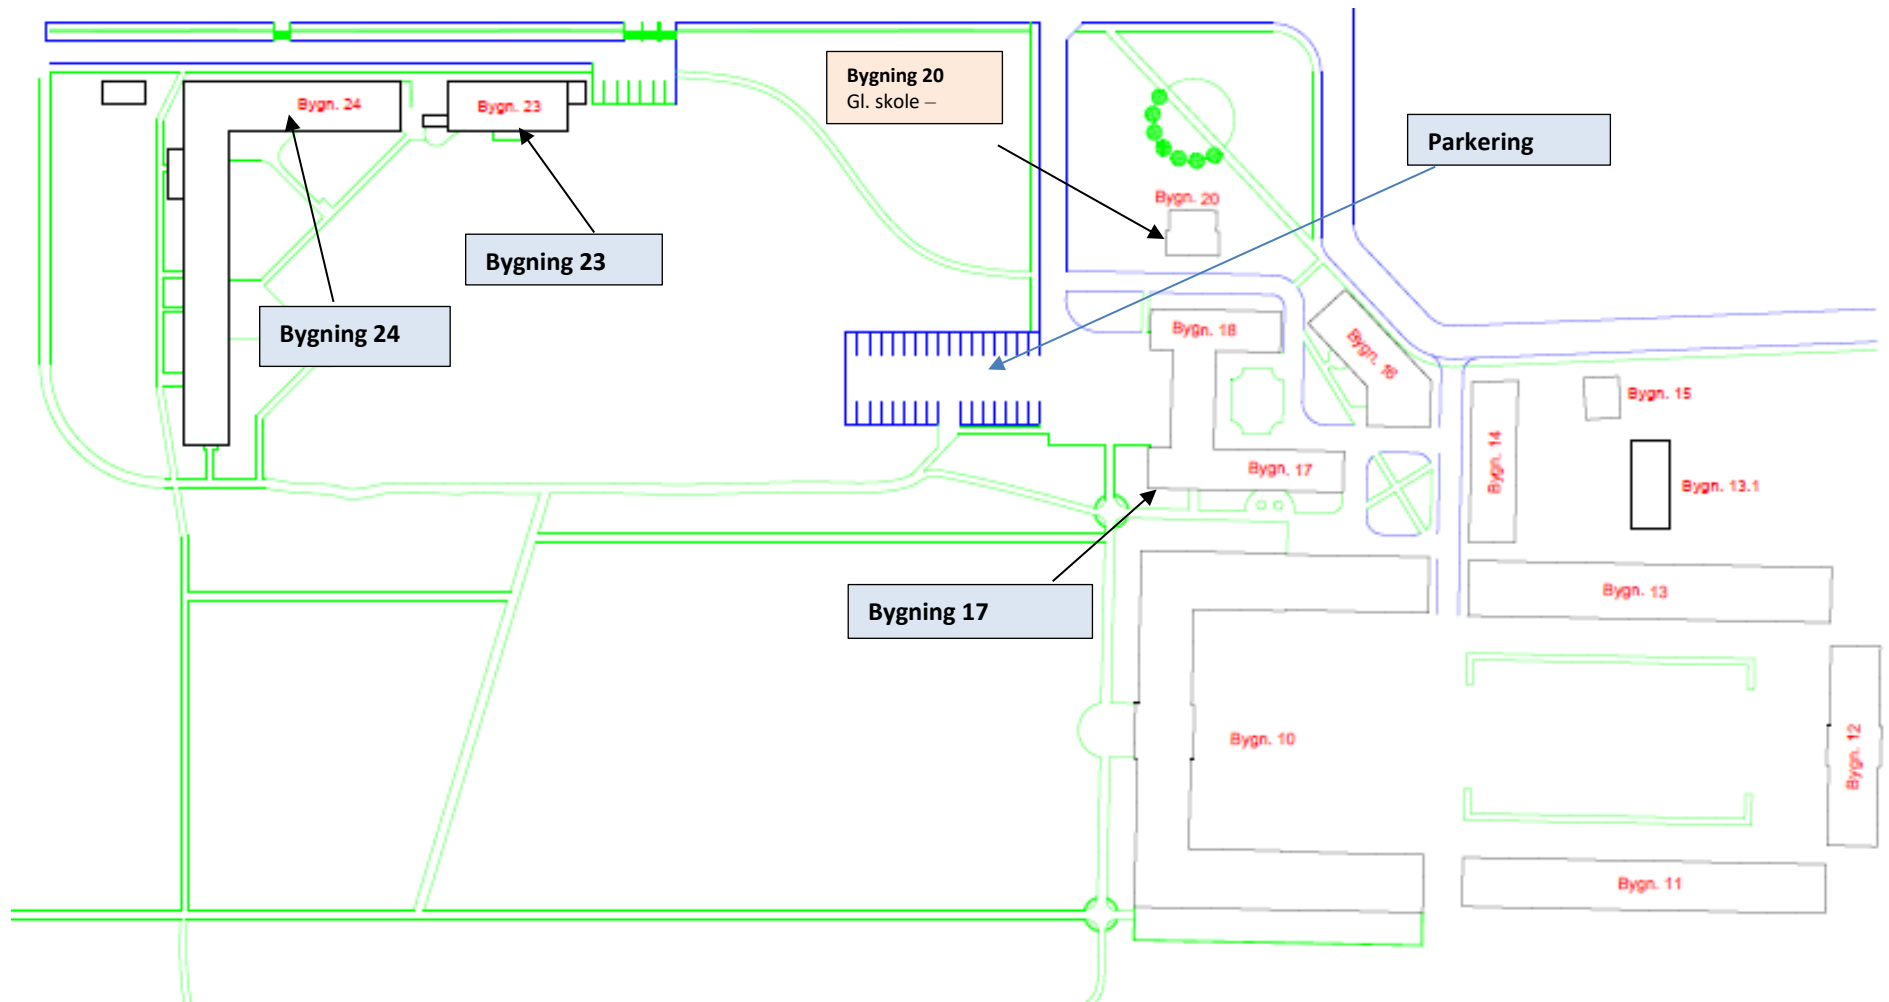 Bygning 20
Gl. skole –
Bygn. 24
Bygn. 23
Parkering
Bygn. 20
Bygning 23
Bygning 24
Bygn. 18
Bygn. 16
Bygn. 15
Bygn. 14
Bygn. 17
Bygn. 13.1
Bygning 17
Bygn. 13
Bygn. 10
Bygn. 12
Bygn. 11